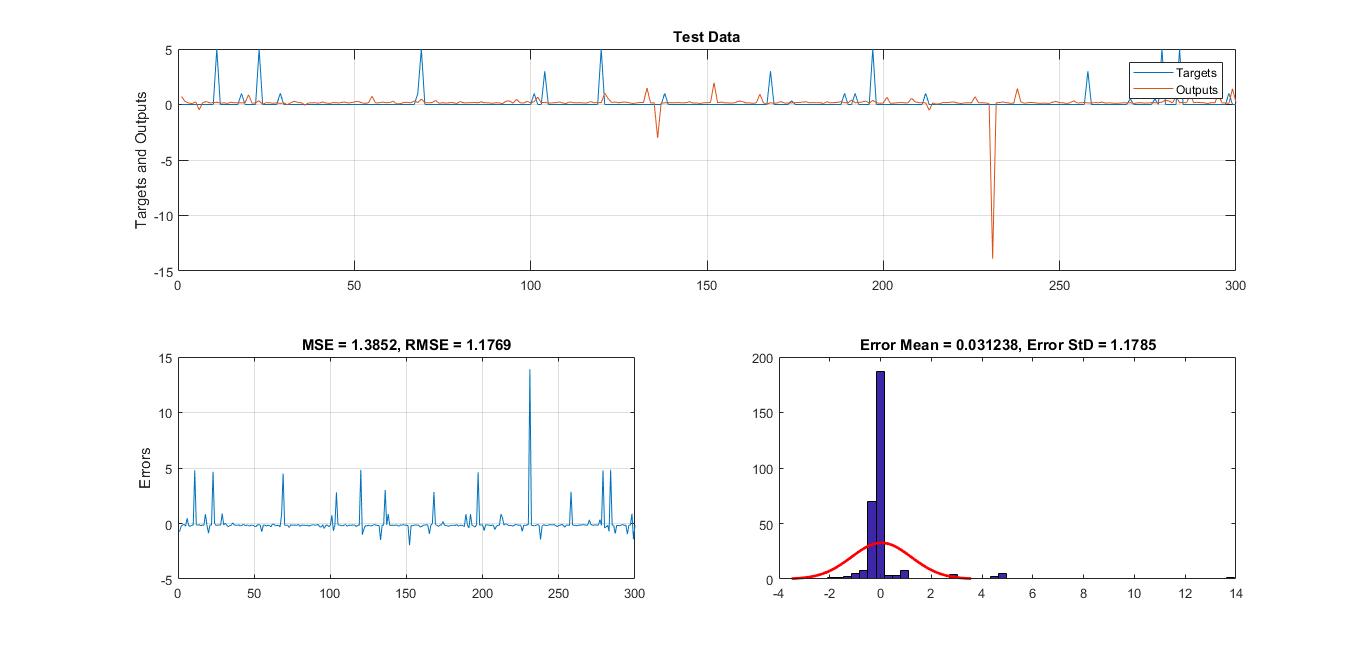 Test Data
Targets and Outputs
5
0
-5
-10
-15
0 50 100 150 200 250 300
Targets
Outputs
MSE = 1.3852, RMSE = 1.1769
Errors
15
10
5
0
-5
0 50 100 150 200 250 300
Error Mean = 0.031238, Error StD = 1.1785
200
150
100
50
0
-4 -2 0 2 4 6 8 10 12 14